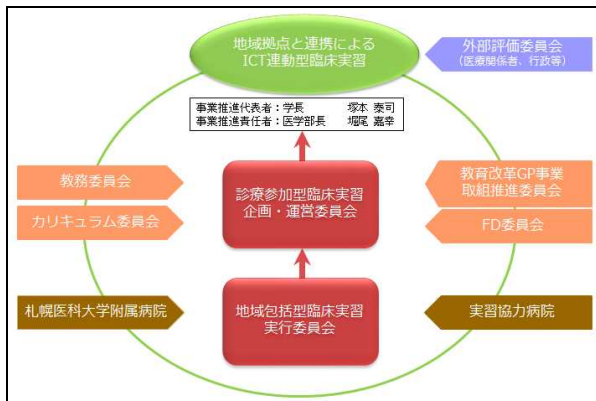 地域拠点と連携による
ICT連動型臨床実習
外部評価委員会
(医療関係者、行政等)
事業推進代表者：学長 塚本 泰司
事業推進責任者：医学部長 堀尾 嘉幸
教務委員会
カリキュラム委員会
診療参加型臨床実習
企画・運営委員会
教育改革GP事業
取組推進委員会
FD委員会
札幌医科大学附属病院
地域包括型臨床実習
実行委員会
実習協力病院